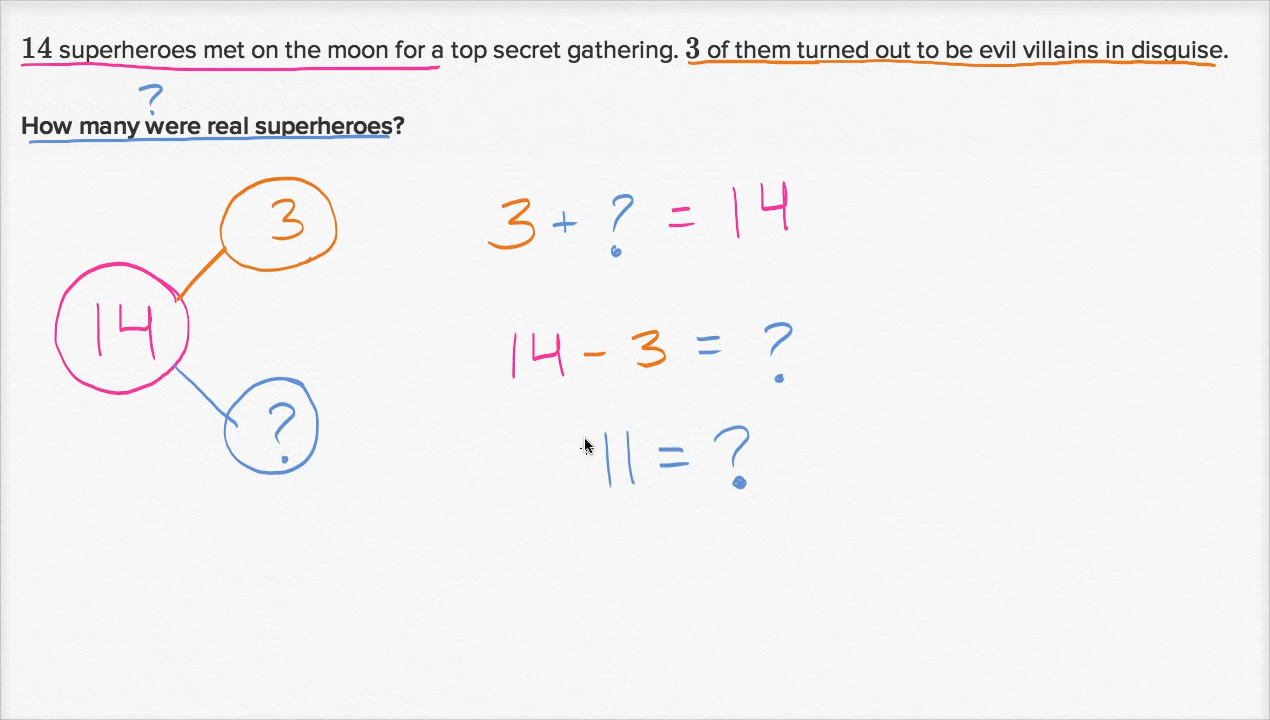 14 superheroes met on the moon for a top secret gathering. 3 of them turned out to be evil villains in disguise.
?
How many were real superheroes?
3
3 + ? = 14
14
14 - 3 = ?
?
11 = ?